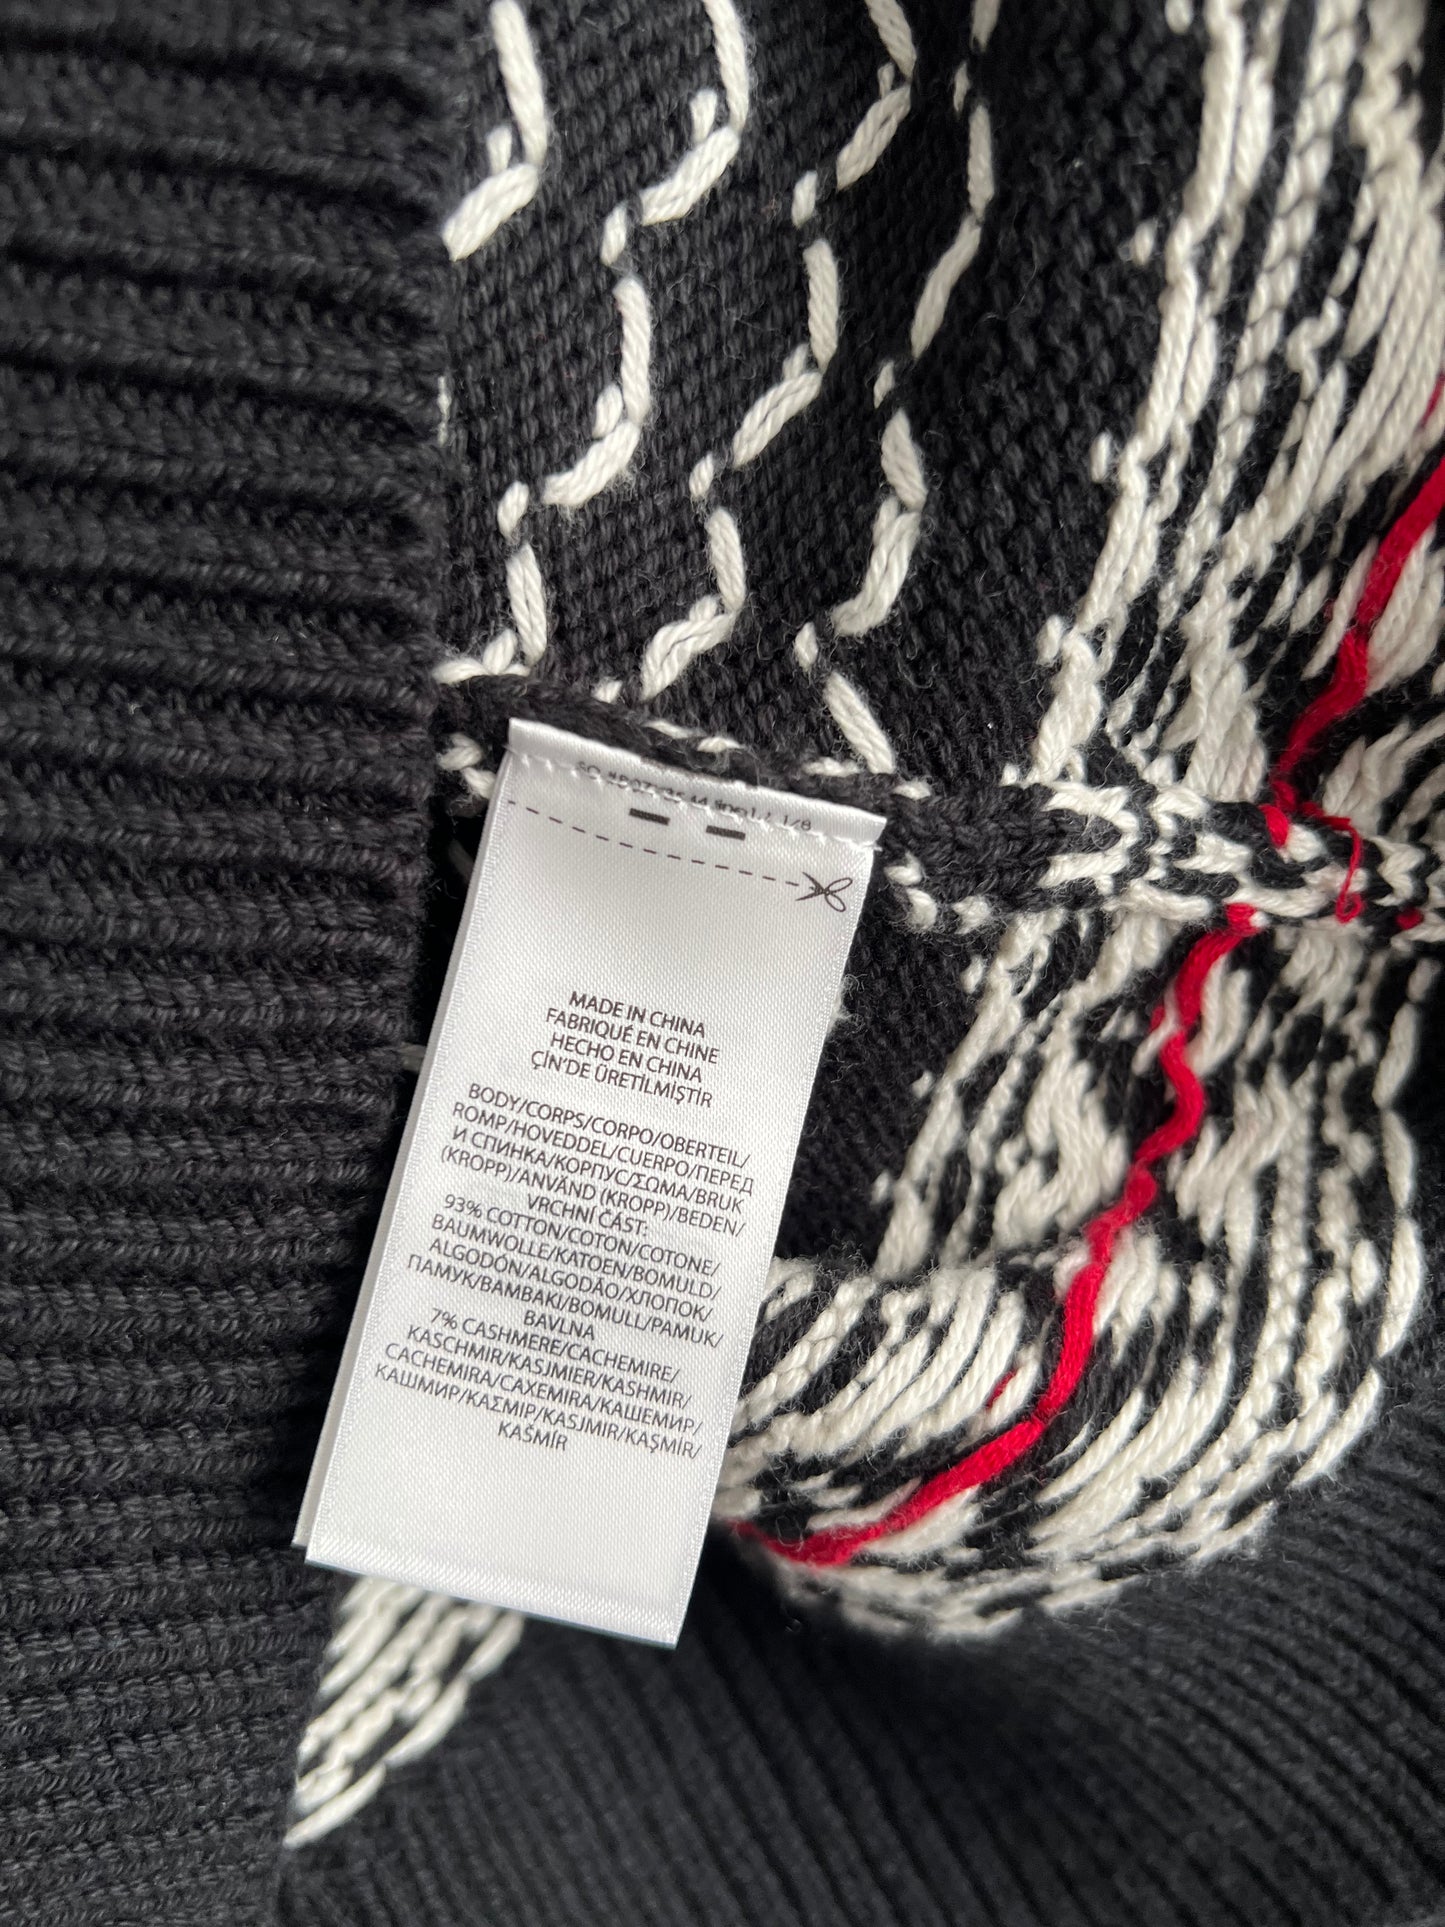 1/8
MADE IN CHINA
FABRIQUÉ EN CHINE
HECHO EN CHINA
ÇİN'DE ÜRETİLMİŞTİR
BODY/CORPS/CORPO/OBERTEIL/
ROMP/HOVEDDEL/CUERPO/ПЕРЕД
И СПИНКА/КОРПУС/ΣΩΜΑ/BRUK
(KROPP)/ANVÄND (KROPP)/BEDEN/
VRCHNÍ ČÁST:
93% COTTON/COTON/COTONE/
BAUMWOLLE/KATOEN/BOMULD/
ALGODÓN/ALGODÃO/ХЛОПОК/
ПАМУК/ΒΑΜΒΑΚΙ/BOMULL/PAMUK/
BAVLNA
7% CASHMERE/CACHEMIRE/
KASCHMIR/KASJMIER/KASHMIR/
CACHEMIRA/CAXEMIRA/КАШЕМИР/
КАШМИР/ΚΑΣΜΙΡ/KASJMIR/KAŞMİR/
KAŠMÍR